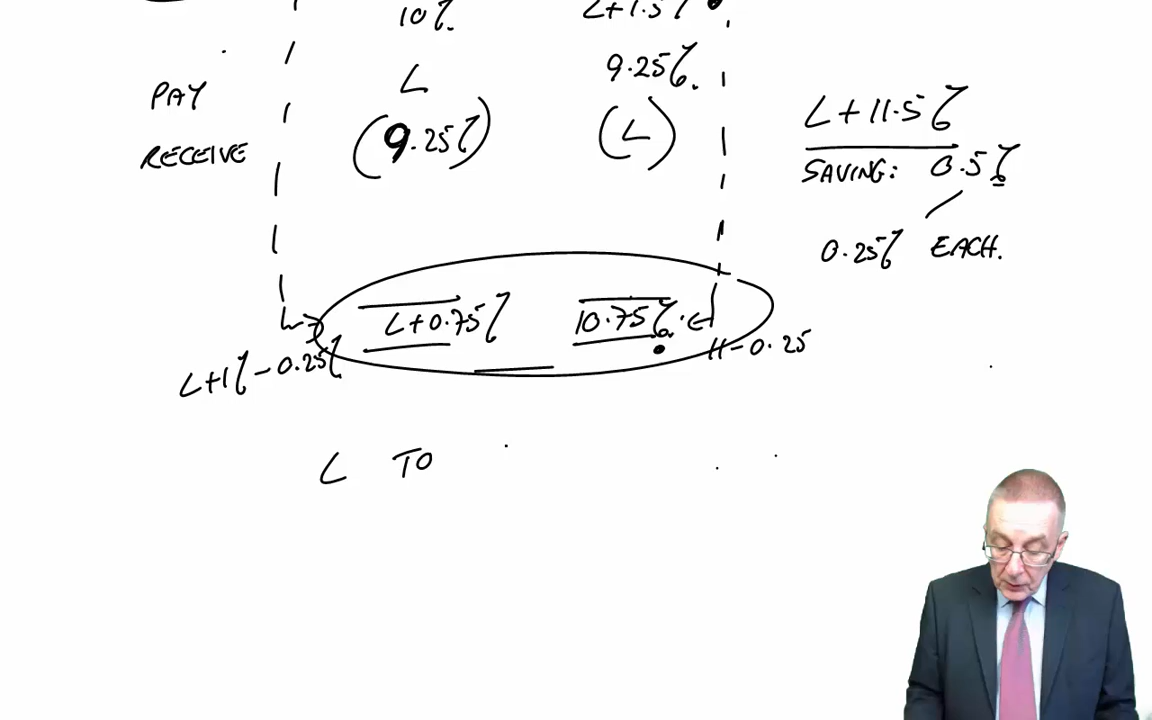 10%. L+1.5%
PAY L 9.25%.
RECEIVE (9.25%) (L)
L+11.5%
SAVING: 0.5%
0.25% EACH.
L+0.75% 10.75%.
L+1%-0.25% 11-0.25
L TO